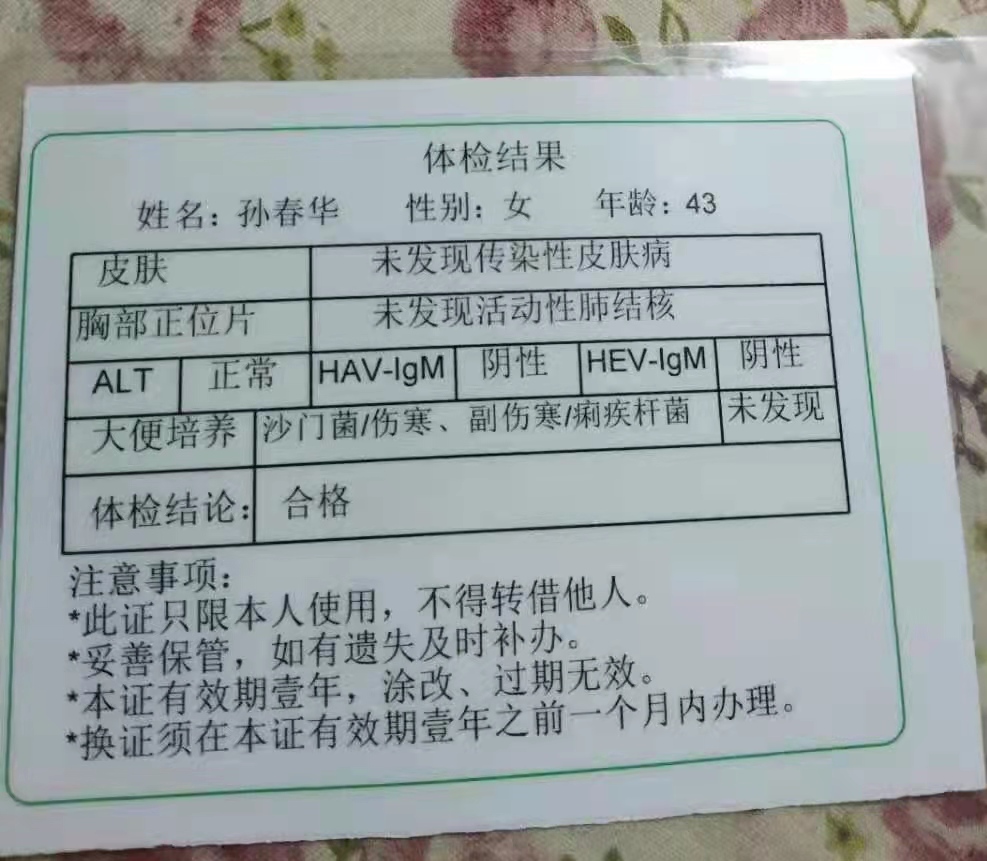 体检结果
姓名：孙春华 性别：女 年龄：43
皮肤 未发现传染性皮肤病
胸部正位片 未发现活动性肺结核
ALT 正常 HAV-IgM 阴性 HEV-IgM 阴性
大便培养 沙门菌/伤寒、副伤寒/痢疾杆菌 未发现
体检结论：合格
注意事项：
*此证只限本人使用，不得转借他人。
*妥善保管，如有遗失及时补办。
*本证有效期壹年，涂改、过期无效。
*换证须在本证有效期壹年之前一个月内办理。